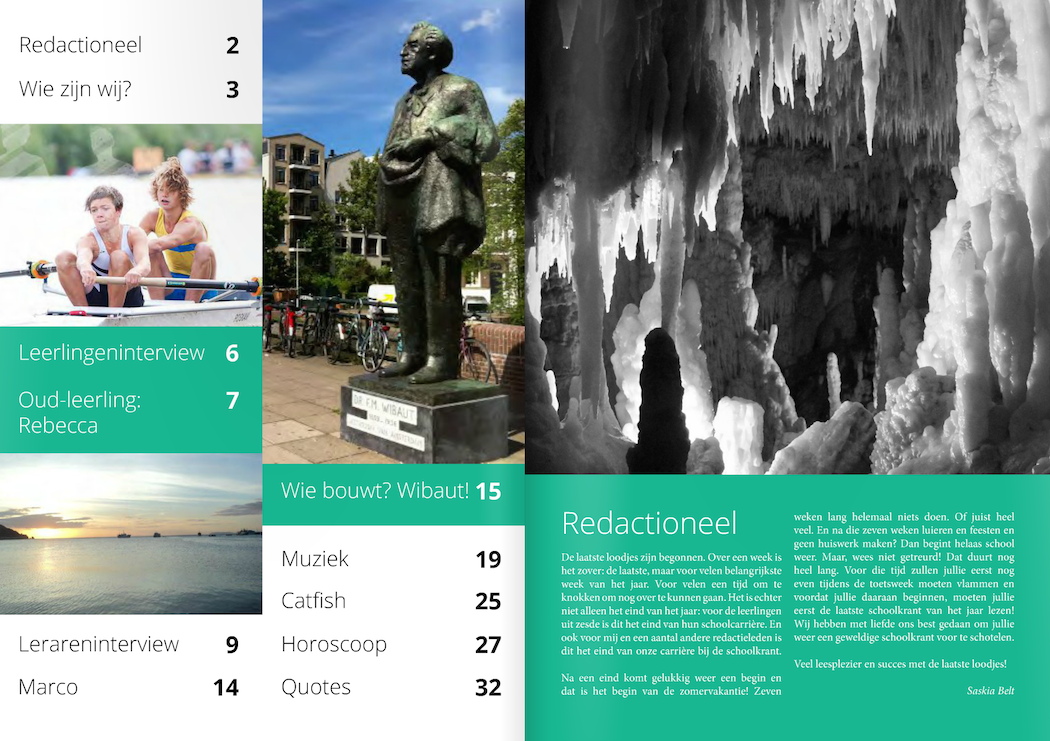 Redactioneel 2
Wie zijn wij? 3
Leerlingeninterview 6
Oud-leerling: 7
Rebecca
Lerareninterview 9
Marco 14
DR F.M. WIBAUT
Wie bouwt? Wibaut! 15
Muziek 19
Catfish 25
Horoscoop 27
Quotes 32
Redactioneel
De laatste loodjes zijn begonnen. Over een week is
het zover: de laatste, maar voor velen belangrijkste
week van het jaar. Voor velen een tijd om te
knokken om nog over te kunnen gaan. Het is echter
niet alleen het eind van het jaar: voor de leerlingen
uit zesde is dit het eind van hun schoolcarrière. En
ook voor mij en een aantal andere redactieleden is
dit het eind van onze carrière bij de schoolkrant.
Na een eind komt gelukkig weer een begin en
dat is het begin van de zomervakantie! Zeven
weken lang helemaal niets doen. Of juist heel
veel. En na die zeven weken luieren en feesten en
geen huiswerk maken? Dan begint helaas school
weer. Maar, wees niet getreurd! Dat duurt nog
heel lang. Voor die tijd zullen jullie eerst nog
even tijdens de toetsweek moeten vlammen en
voordat jullie daaraan beginnen, moeten jullie
eerst de laatste schoolkrant van het jaar lezen!
Wij hebben met liefde ons best gedaan om jullie
weer een geweldige schoolkrant voor te schotelen.
Veel leesplezier en succes met de laatste loodjes!
Saskia Belt